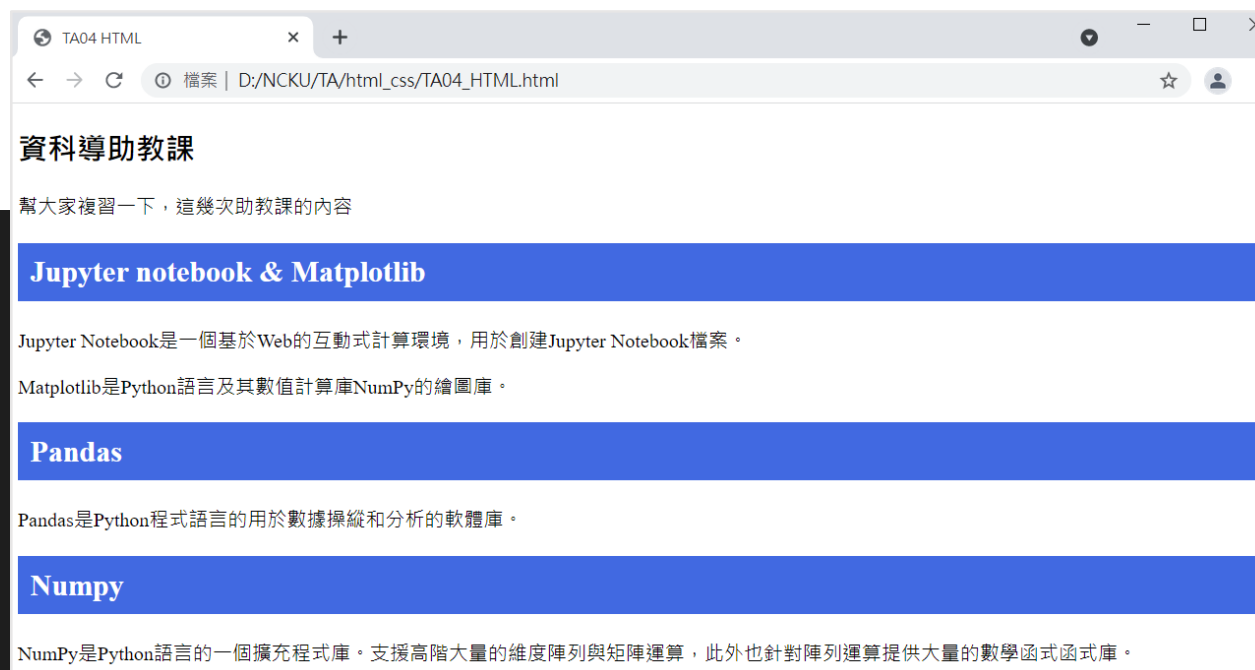 TA04 HTML
檔案 | D:/NCKU/TA/html_css/TA04_HTML.html
資科導助教課
幫大家複習一下，這幾次助教課的內容
Jupyter notebook & Matplotlib
Jupyter Notebook是一個基於Web的互動式計算環境，用於創建Jupyter Notebook檔案。
Matplotlib是Python語言及其數值計算庫NumPy的繪圖庫。
Pandas
Pandas是Python程式語言的用於數據操縱和分析的軟體庫。
Numpy
NumPy是Python語言的一個擴充程式庫。支援高階大量的維度陣列與矩陣運算，此外也針對陣列運算提供大量的數學函式函式庫。